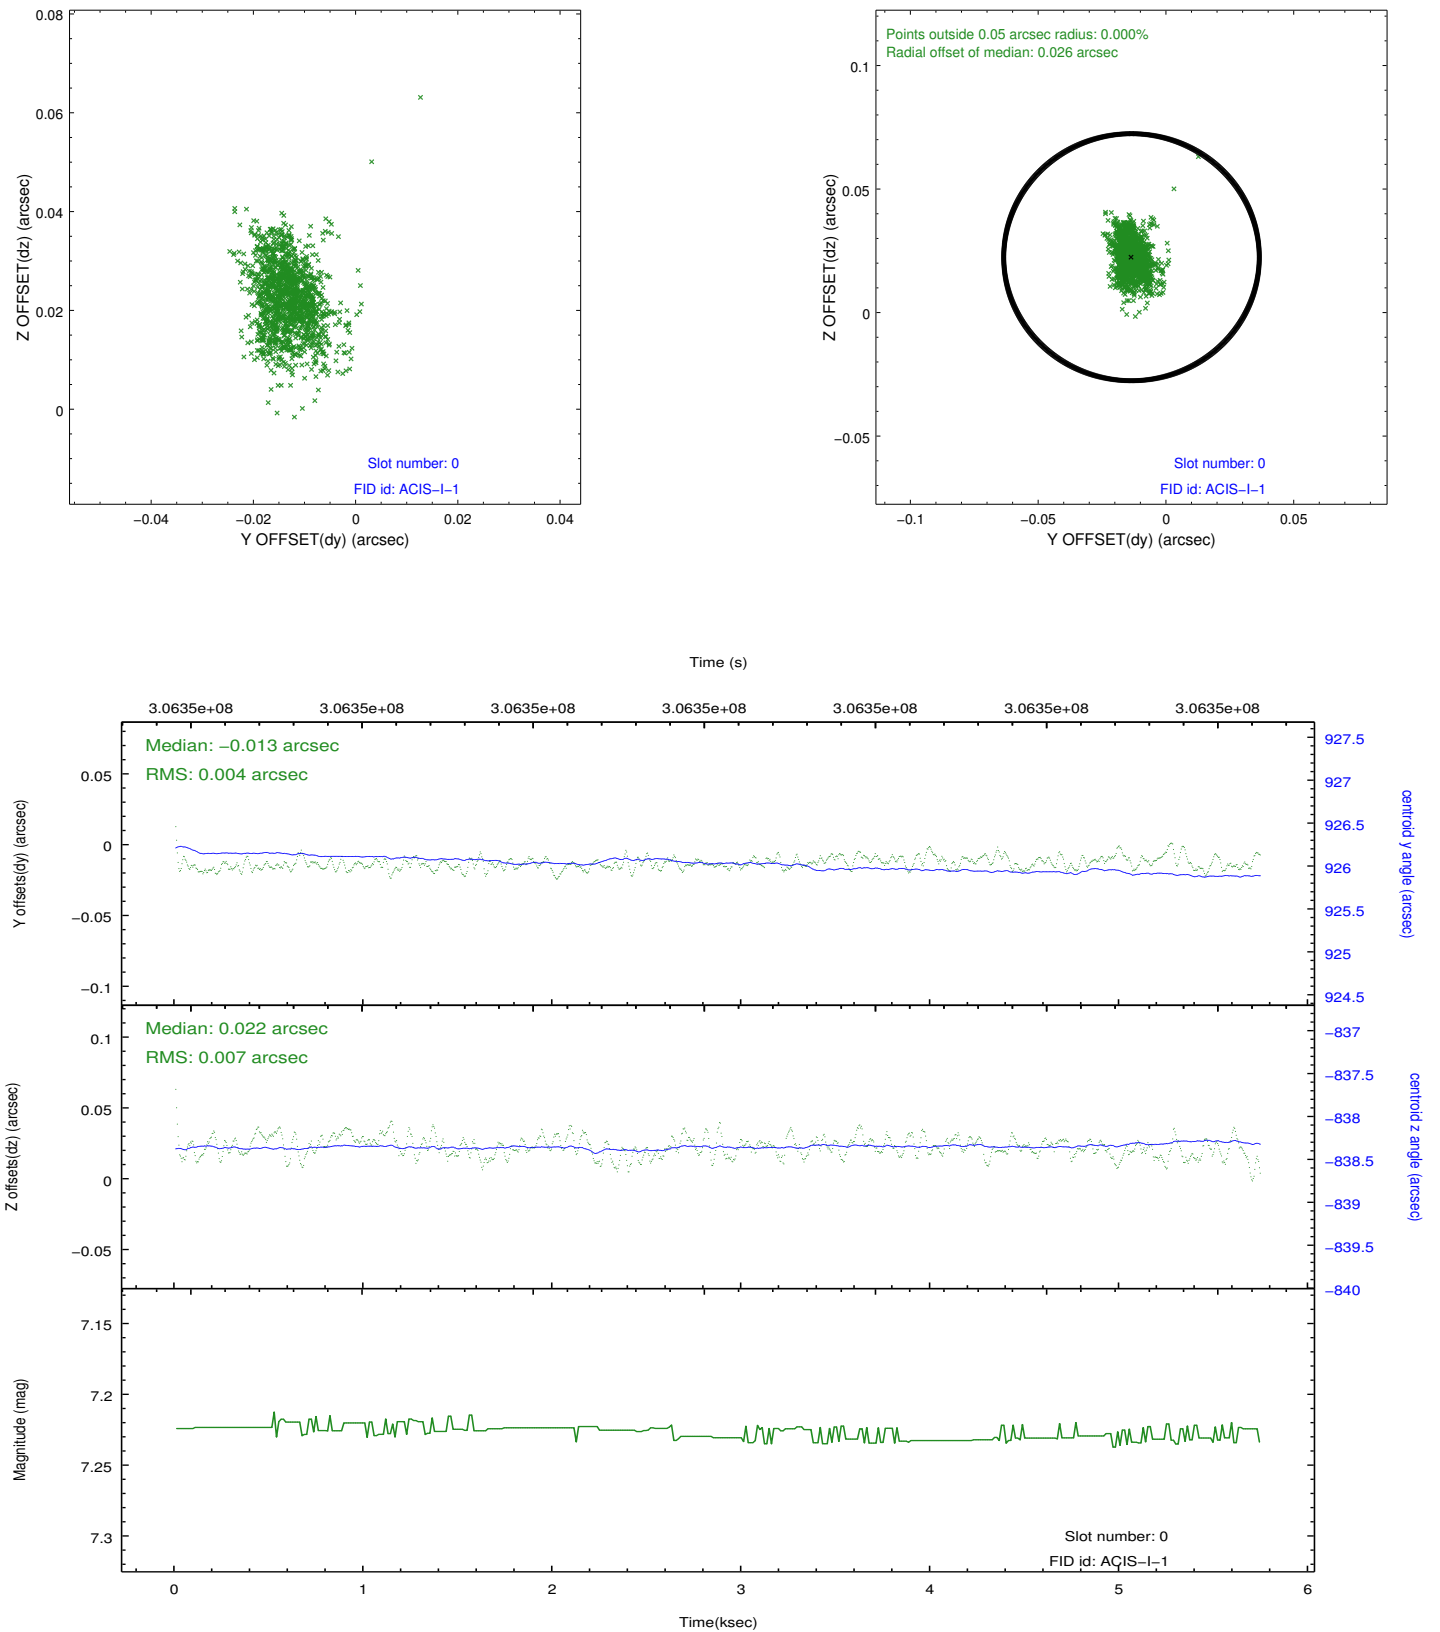 Points outside 0.05 arcsec radius: 0.000%
Radial offset of median: 0.026 arcsec
0.08
0.06
0.04
0.02
0
Z OFFSET(dz) (arcsec)
Slot number: 0
FID id: ACIS−I−1
−0.04 −0.02 0 0.02 0.04
Y OFFSET(dy) (arcsec)
0.1
0.05
0
−0.05
Z OFFSET(dz) (arcsec)
Slot number: 0
FID id: ACIS−I−1
−0.1 −0.05 0 0.05
Y OFFSET(dy) (arcsec)
Time (s)
3.0635e+08 3.0635e+08 3.0635e+08 3.0635e+08 3.0635e+08 3.0635e+08 3.0635e+08
Median: −0.013 arcsec
RMS: 0.004 arcsec
0.05
0
−0.05
−0.1
Y offsets(dy) (arcsec)
927.5
927
926.5
926
925.5
925
924.5
centroid y angle (arcsec)
Median: 0.022 arcsec
RMS: 0.007 arcsec
0.1
0.05
0
−0.05
Z offsets(dz) (arcsec)
−837
−837.5
−838
−838.5
−839
−839.5
−840
centroid z angle (arcsec)
7.15
7.2
7.25
7.3
Magnitude (mag)
Slot number: 0
FID id: ACIS−I−1
0 1 2 3 4 5 6
Time(ksec)